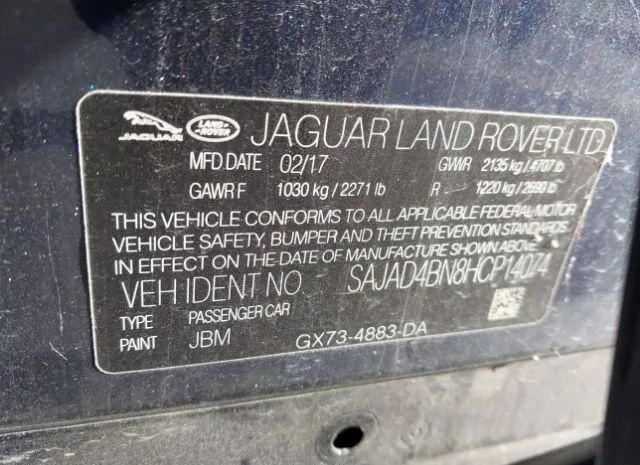 JAGUAR LAND ROVER JAGUAR LAND ROVER LTD
MFD.DATE 02/17 GWR 2135 kg / 4707 lb
GAWR F 1030 kg / 2271 lb R 1220 kg / 2690 lb
THIS VEHICLE CONFORMS TO ALL APPLICABLE FEDERAL MOTOR
VEHICLE SAFETY, BUMPER AND THEFT PREVENTION STANDARDS
IN EFFECT ON THE DATE OF MANUFACTURE SHOWN ABOVE.
VEH IDENT NO SAJAD4BN8HCP14074
TYPE PASSENGER CAR
PAINT JBM GX73-4883-DA